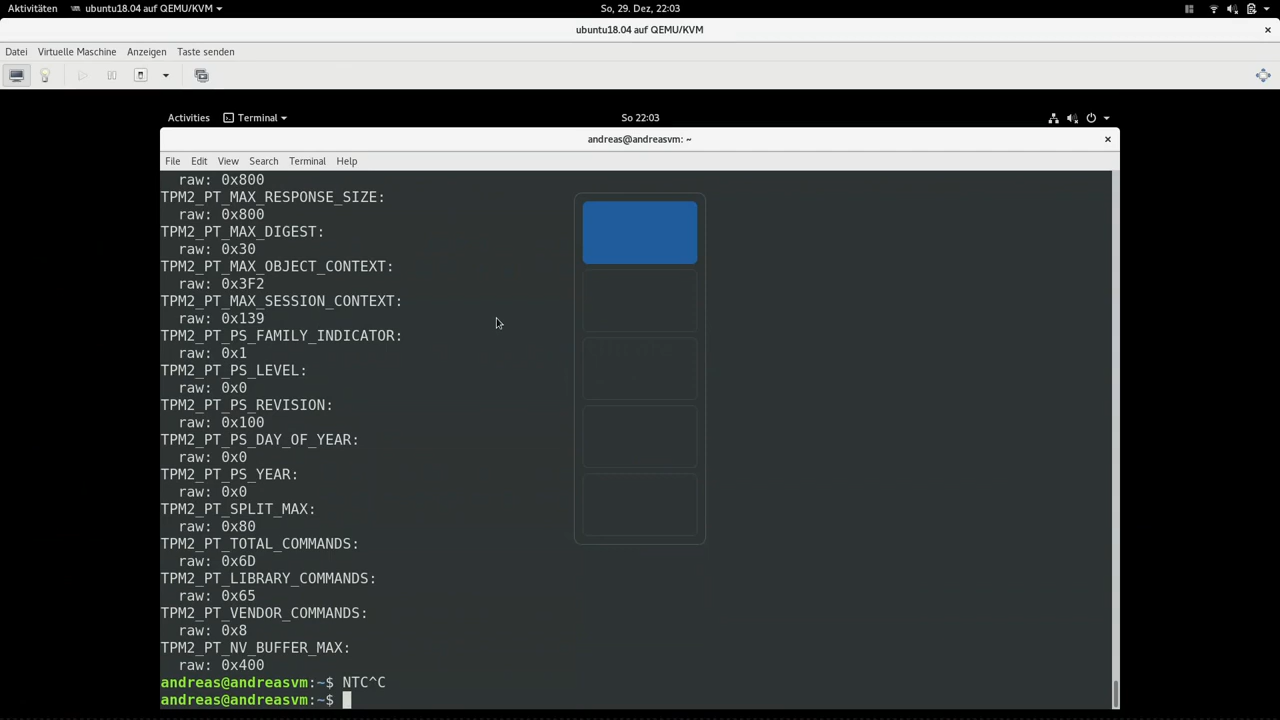 Aktivitäten ubuntu18.04 auf QEMU/KVM So, 29. Dez, 22:03
ubuntu18.04 auf QEMU/KVM
Datei Virtuelle Maschine Anzeigen Taste senden
Activities Terminal So 22:03
andreas@andreasvm: ~
File Edit View Search Terminal Help
raw: 0x800
TPM2_PT_MAX_RESPONSE_SIZE:
raw: 0x800
TPM2_PT_MAX_DIGEST:
raw: 0x30
TPM2_PT_MAX_OBJECT_CONTEXT:
raw: 0x3F2
TPM2_PT_MAX_SESSION_CONTEXT:
raw: 0x139
TPM2_PT_PS_FAMILY_INDICATOR:
raw: 0x1
TPM2_PT_PS_LEVEL:
raw: 0x0
TPM2_PT_PS_REVISION:
raw: 0x100
TPM2_PT_PS_DAY_OF_YEAR:
raw: 0x0
TPM2_PT_PS_YEAR:
raw: 0x0
TPM2_PT_SPLIT_MAX:
raw: 0x80
TPM2_PT_TOTAL_COMMANDS:
raw: 0x6D
TPM2_PT_LIBRARY_COMMANDS:
raw: 0x65
TPM2_PT_VENDOR_COMMANDS:
raw: 0x8
TPM2_PT_NV_BUFFER_MAX:
raw: 0x400
andreas@andreasvm:~$ NTC^C
andreas@andreasvm:~$